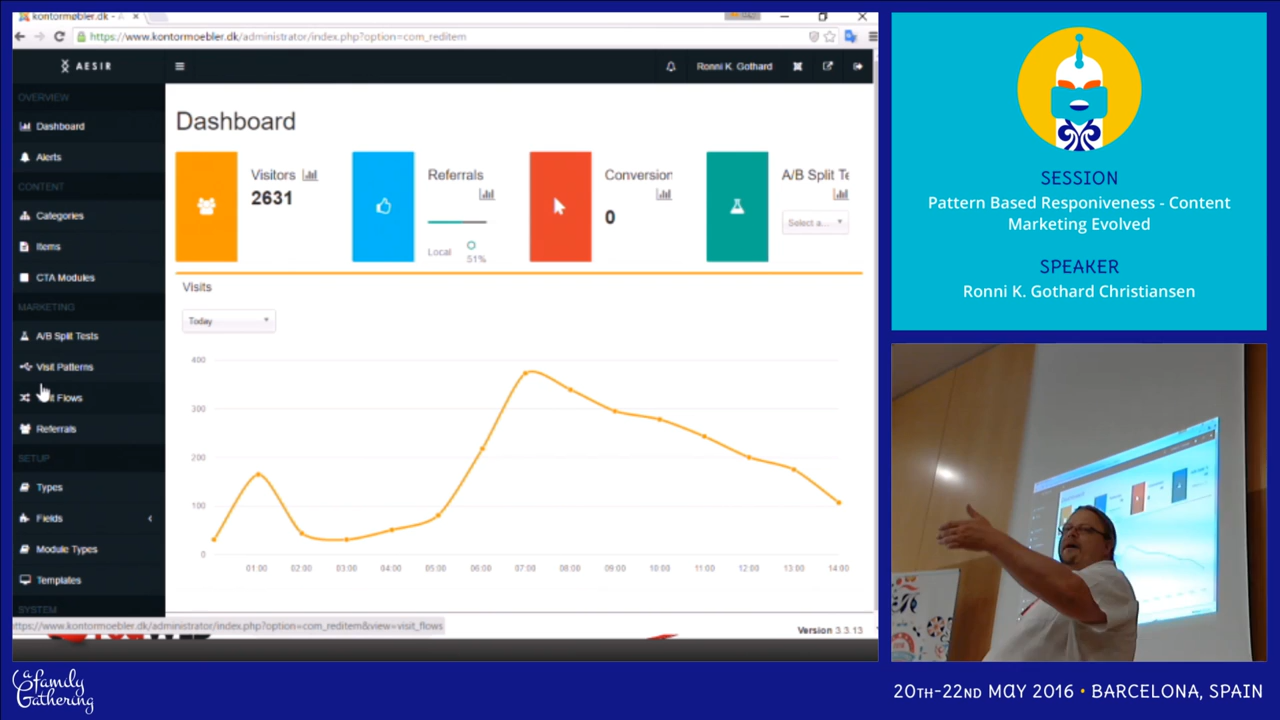 kontormøbler.dk - A
https://www.kontormoebler.dk/administrator/index.php?option=com_reditem
AESIR
Ronni K. Gothard
OVERVIEW
Dashboard
Alerts
CONTENT
Categories
Items
CTA Modules
MARKETING
A/B Split Tests
Visit Patterns
Flows
Referrals
SETUP
Types
Fields
Module Types
Templates
SYSTEM
Dashboard
Visitors
2631
Referrals
Local
51%
Conversion
0
A/B Split Te
Select a...
Visits
Today
400
300
200
100
0
01:00 02:00 03:00 04:00 05:00 06:00 07:00 08:00 09:00 10:00 11:00 12:00 13:00 14:00
https://www.kontormoebler.dk/administrator/index.php?option=com_reditem&view=visit_flows
Version 3.3.13
SESSION
Pattern Based Responiveness - Content
Marketing Evolved
SPEAKER
Ronni K. Gothard Christiansen
a Family
Gathering
20TH-22ND MAY 2016 • BARCELONA, SPAIN